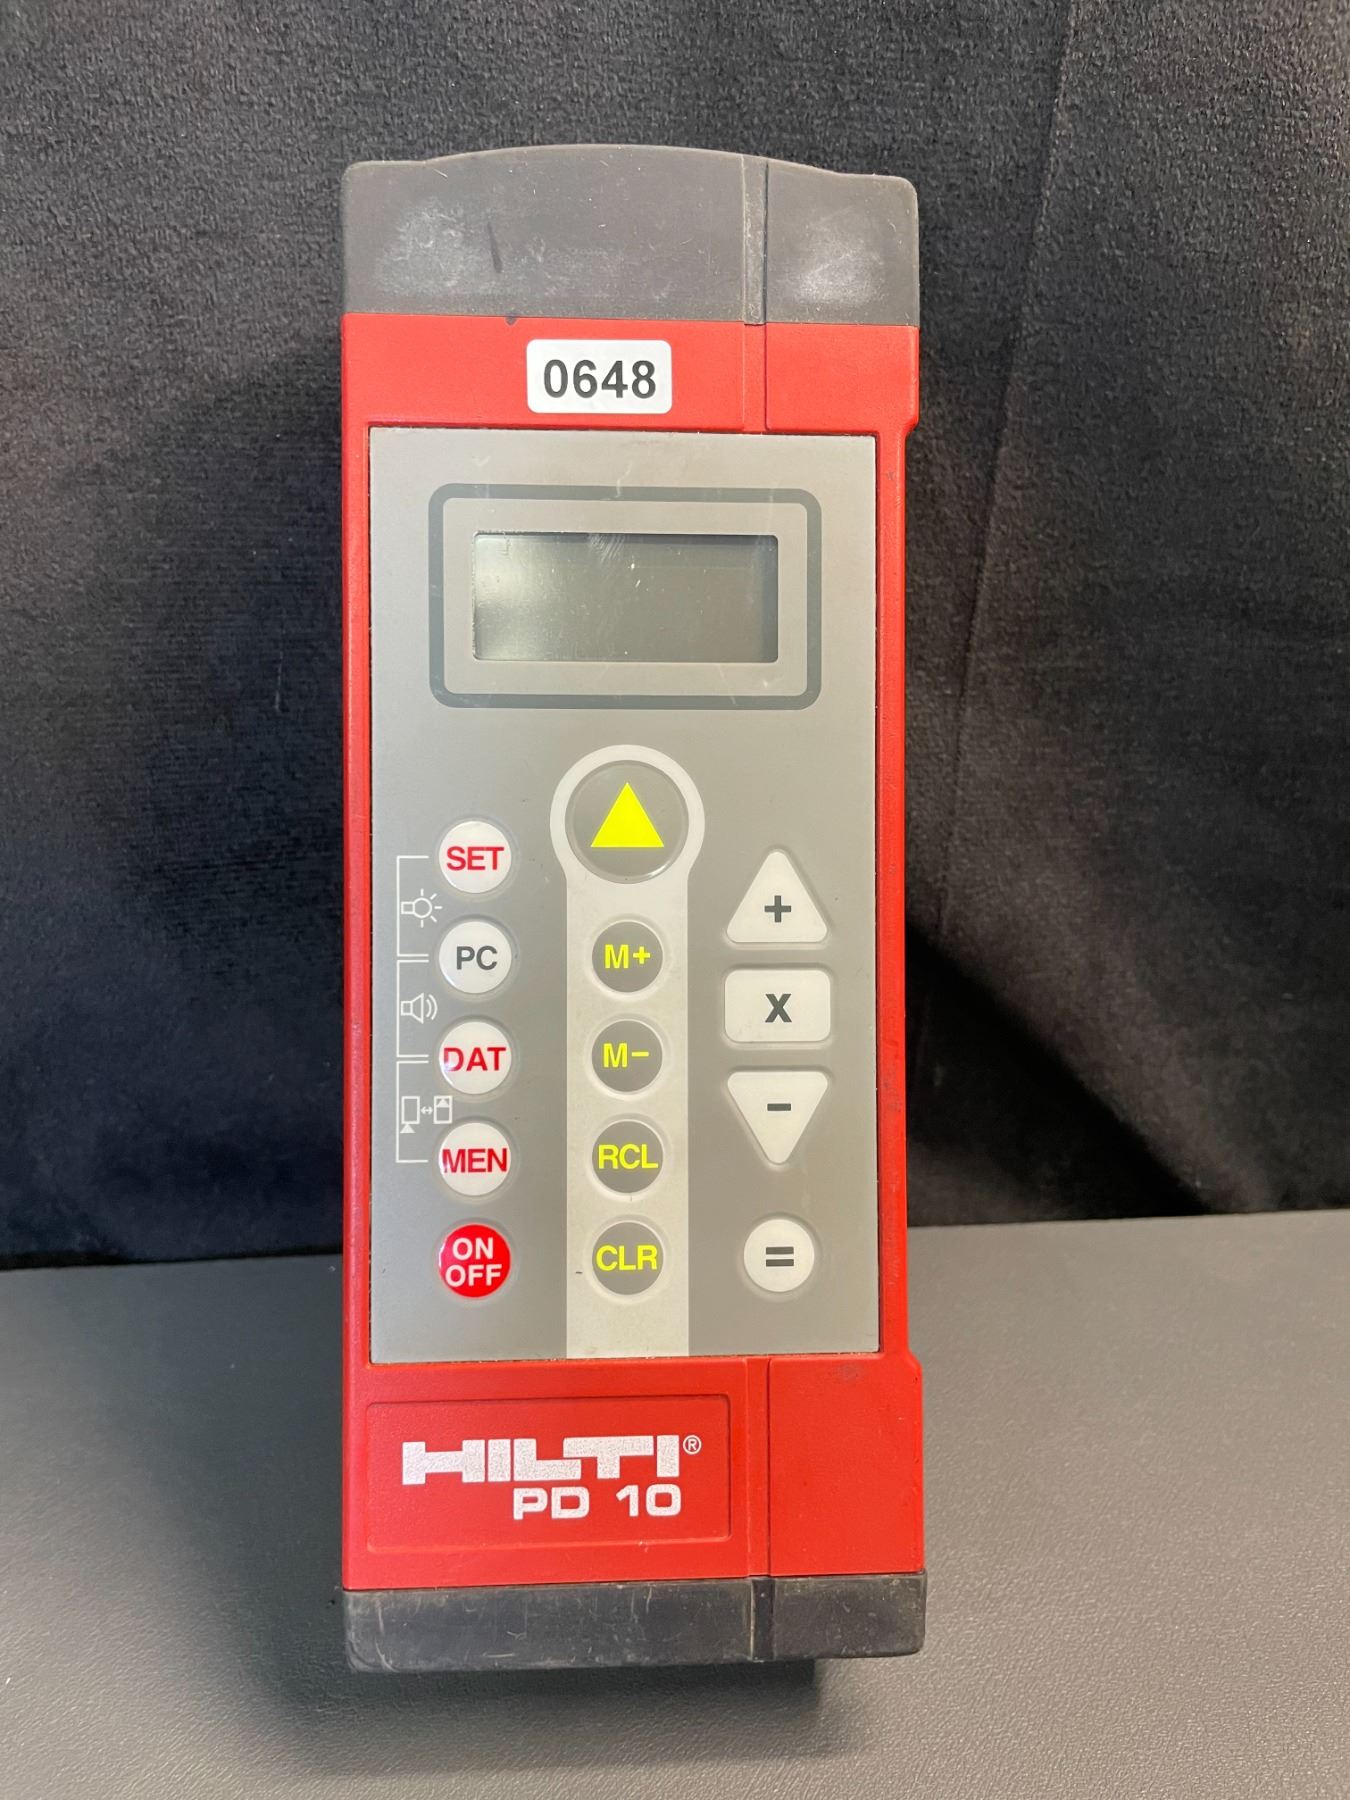 0648
SET
PC
DAT
MEN
ON
OFF
M+
M-
RCL
CLR
+
x
-
=
HILTI®
PD 10